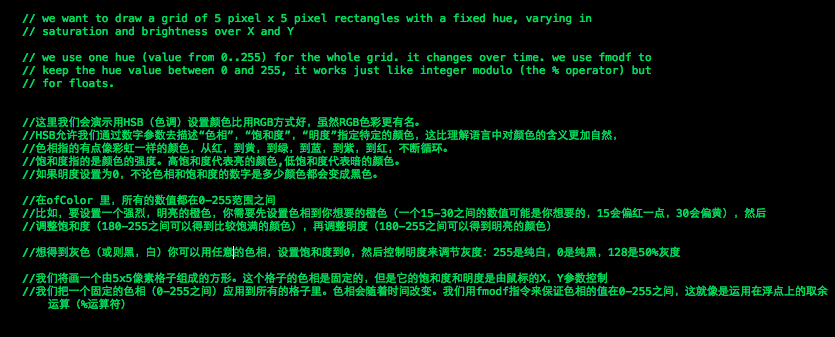 // we want to draw a grid of 5 pixel x 5 pixel rectangles with a fixed hue, varying in
// saturation and brightness over X and Y
// we use one hue (value from 0..255) for the whole grid. it changes over time. we use fmodf to
// keep the hue value between 0 and 255, it works just like integer modulo (the % operator) but
// for floats.
//这里我们会演示用HSB（色调）设置颜色比用RGB方式好，虽然RGB色彩更有名。
//HSB允许我们通过数字参数去描述“色相”，“饱和度”，“明度”指定特定的颜色，这比理解语言中对颜色的含义更加自然，
//色相指的有点像彩虹一样的颜色，从红，到黄，到绿，到蓝，到紫，到红，不断循环。
//饱和度指的是颜色的强度。高饱和度代表亮的颜色,低饱和度代表暗的颜色。
//如果明度设置为0，不论色相和饱和度的数字是多少颜色都会变成黑色。
//在ofColor 里，所有的数值都在0-255范围之间
//比如，要设置一个强烈，明亮的橙色，你需要先设置色相到你想要的橙色（一个15-30之间的数值可能是你想要的，15会偏红一点，30会偏黄），然后
//调整饱和度（180-255之间可以得到比较饱满的颜色），再调整明度（180-255之间可以得到明亮的颜色）
//想得到灰色（或则黑，白）你可以用任意的色相，设置饱和度到0，然后控制明度来调节灰度：255是纯白，0是纯黑，128是50%灰度
//我们将画一个由5x5像素格子组成的方形。这个格子的色相是固定的，但是它的饱和度和明度是由鼠标的X，Y参数控制
//我们把一个固定的色相（0-255之间）应用到所有的格子里。色相会随着时间改变。我们用fmodf指令来保证色相的值在0-255之间，这就像是运用在浮点上的取余
运算（%运算符）